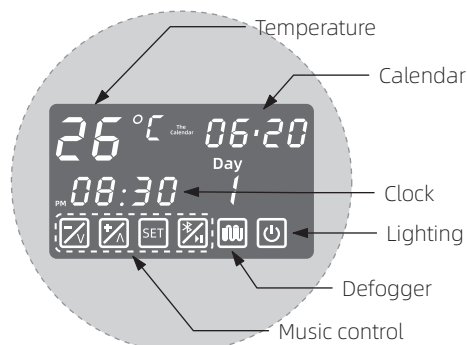 Temperature
Calendar
26 °C The Calendar 06·20
Day
PM 08:30 1
Clock
- V + Λ SET
Lighting
Defogger
Music control